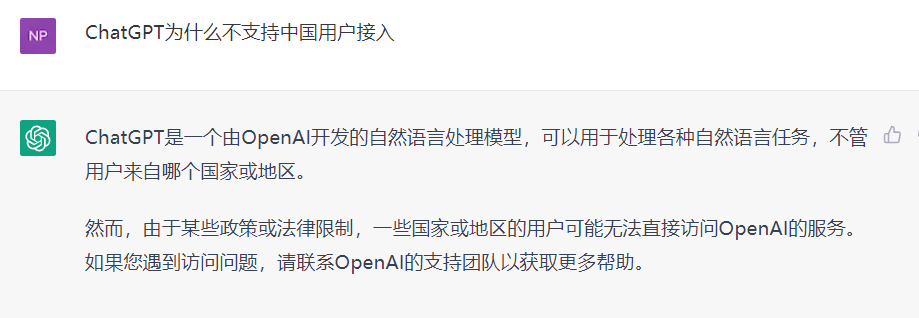 NP
ChatGPT为什么不支持中国用户接入
ChatGPT是一个由OpenAI开发的自然语言处理模型，可以用于处理各种自然语言任务，不管
用户来自哪个国家或地区。
然而，由于某些政策或法律限制，一些国家或地区的用户可能无法直接访问OpenAI的服务。
如果您遇到访问问题，请联系OpenAI的支持团队以获取更多帮助。